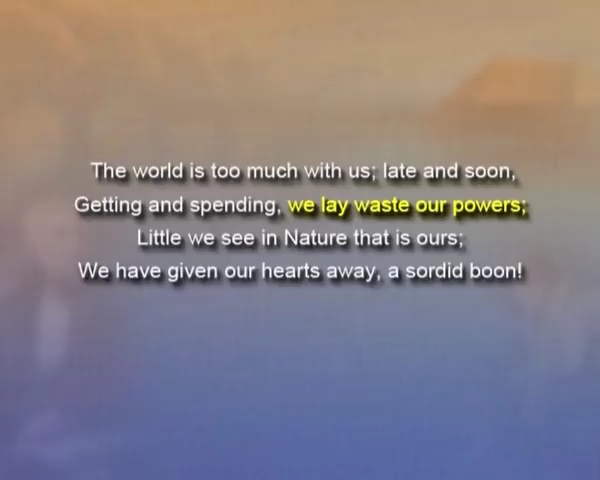 The world is too much with us; late and soon,
Getting and spending, we lay waste our powers;
Little we see in Nature that is ours;
We have given our hearts away, a sordid boon!